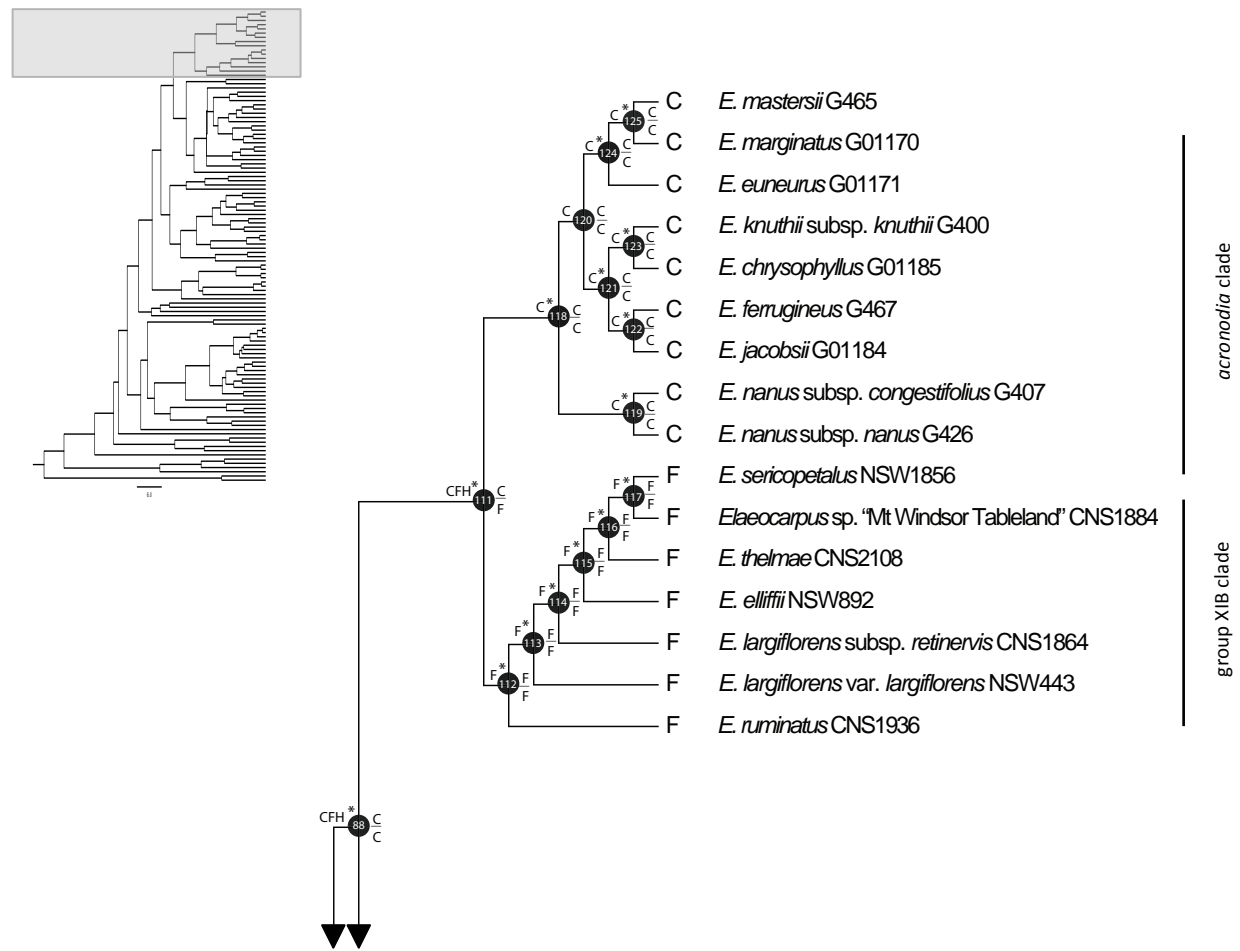 C E. mastersii G465
C * 125 C C
C E. marginatus G01170
C * 124 C C
C E. euneurus G01171
C 120 C C
C E. knuthii subsp. knuthii G400
C * 123 C C
C E. chrysophyllus G01185
C * 121 C C
C E. ferrugineus G467
C * 118 C C
C * 122 C C
C E. jacobsii G01184
C E. nanus subsp. congestifolius G407
C * 119 C C
C E. nanus subsp. nanus G426
acronodia clade
F E. sericopetalus NSW1856
CFH * 111 C F
F * 117 F F
F Elaeocarpus sp. “Mt Windsor Tableland” CNS1884
F * 116 F F
F E. thelmae CNS2108
F * 115 F F
F E. elliffii NSW892
F * 114 F F
F E. largiflorens subsp. retinervis CNS1864
F * 113 F F
F E. largiflorens var. largiflorens NSW443
F * 112 F F
F E. ruminatus CNS1936
group XIB clade
CFH * 88 C C